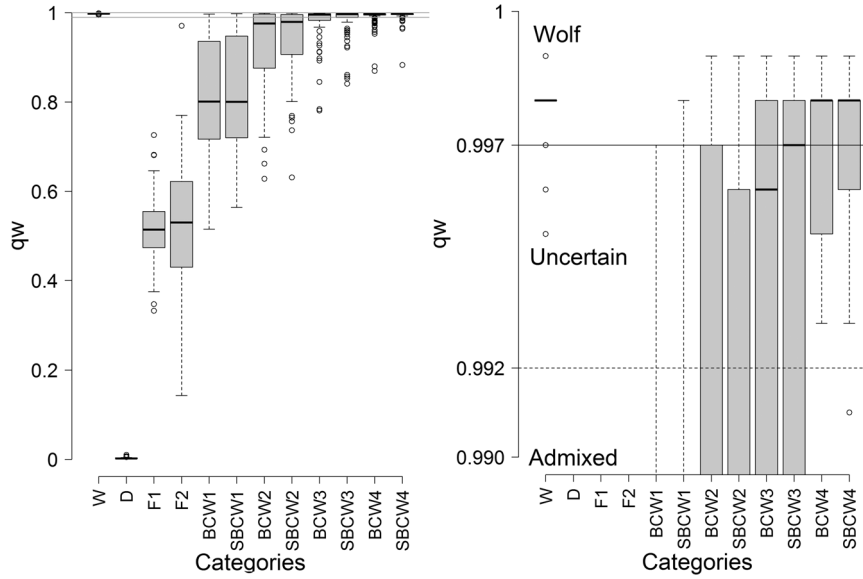 1
0.8
0.6
0.4
0.2
0
qw
W
D
F1
F2
BCW1
SBCW1
BCW2
SBCW2
BCW3
SBCW3
BCW4
SBCW4
Categories
1
0.997
0.992
0.990
qw
Wolf
Uncertain
Admixed
W
D
F1
F2
BCW1
SBCW1
BCW2
SBCW2
BCW3
SBCW3
BCW4
SBCW4
Categories